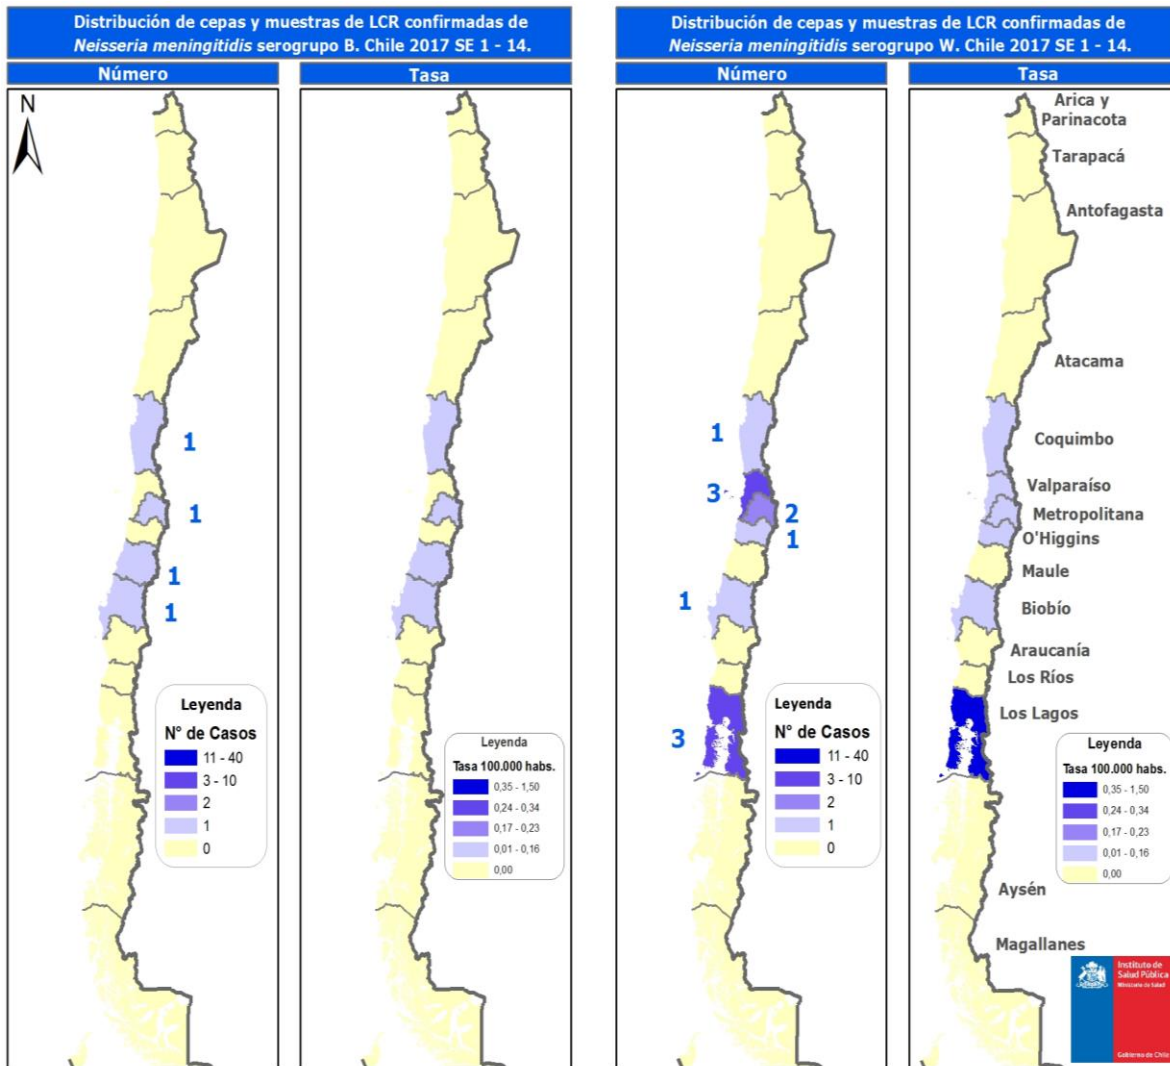 Distribución de cepas y muestras de LCR confirmadas de
Neisseria meningitidis serogrupo B. Chile 2017 SE 1 - 14.
Número
Tasa
N
1
1
1
1
Leyenda
N° de Casos
11 - 40
3 - 10
2
1
0
Leyenda
Tasa 100.000 habs.
0,35 - 1,50
0,24 - 0,34
0,17 - 0,23
0,01 - 0,16
0,00
Distribución de cepas y muestras de LCR confirmadas de
Neisseria meningitidis serogrupo W. Chile 2017 SE 1 - 14.
Número
Tasa
1
3
2
1
1
3
Leyenda
N° de Casos
11 - 40
3 - 10
2
1
0
Arica y
Parinacota
Tarapacá
Antofagasta
Atacama
Coquimbo
Valparaíso
Metropolitana
O'Higgins
Maule
Biobío
Araucanía
Los Ríos
Los Lagos
Leyenda
Tasa 100.000 habs.
0,35 - 1,50
0,24 - 0,34
0,17 - 0,23
0,01 - 0,16
0,00
Aysén
Magallanes
Instituto de
Salud Pública
Ministerio de Salud
Gobierno de Chile